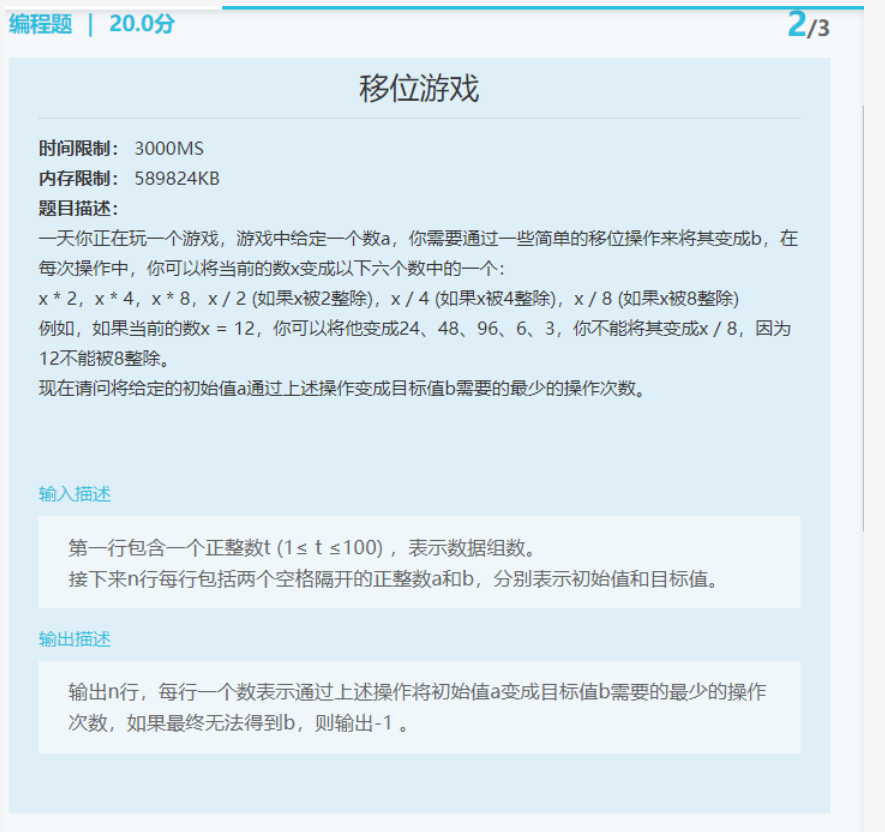 编程题 | 20.0分
2/3
移位游戏
时间限制： 3000MS
内存限制： 589824KB
题目描述：
一天你正在玩一个游戏，游戏中给定一个数a，你需要通过一些简单的移位操作来将其变成b，在
每次操作中，你可以将当前的数x变成以下六个数中的一个：
x * 2，x * 4，x * 8，x / 2 (如果x被2整除)，x / 4 (如果x被4整除)，x / 8 (如果x被8整除)
例如，如果当前的数x = 12，你可以将他变成24、48、96、6、3，你不能将其变成x / 8，因为
12不能被8整除。
现在请问将给定的初始值a通过上述操作变成目标值b需要的最少的操作次数。
输入描述
第一行包含一个正整数t (1≤ t ≤100) ，表示数据组数。
接下来n行每行包括两个空格隔开的正整数a和b，分别表示初始值和目标值。
输出描述
输出n行，每行一个数表示通过上述操作将初始值a变成目标值b需要的最少的操作
次数，如果最终无法得到b，则输出-1 。